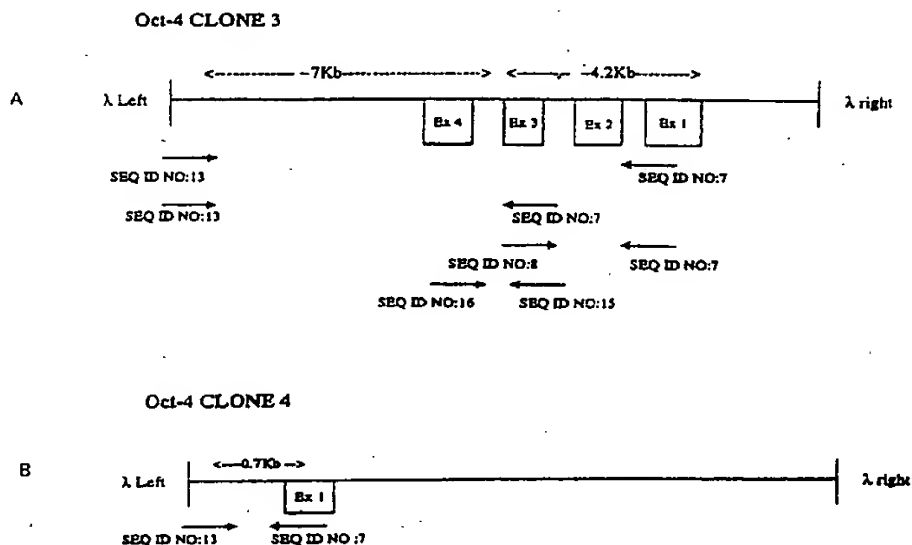 Oct-4 CLONE 3
<-------- ~7Kb --------> <---- ~4.2Kb ---->
A
λ Left
λ right
Ex 4 Ex 3 Ex 2 Ex 1
SEQ ID NO:13
SEQ ID NO:7
SEQ ID NO:13
SEQ ID NO:7
SEQ ID NO:8
SEQ ID NO:7
SEQ ID NO:16
SEQ ID NO:15
Oct-4 CLONE 4
B
<---0.7Kb -->
λ Left
λ right
Ex 1
SEQ ID NO:13
SEQ ID NO :7